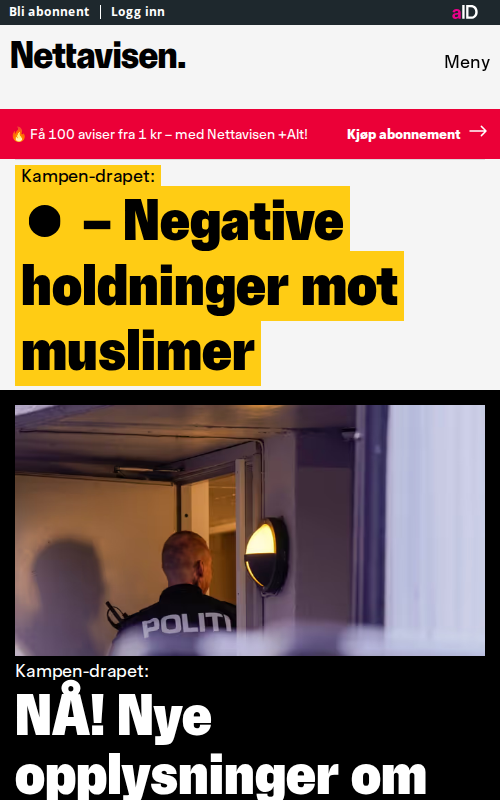 Bli abonnent | Logg inn
aID
Nettavisen.
Meny
🔥 Få 100 aviser fra 1 kr – med Nettavisen +Alt!
Kjøp abonnement →
Kampen-drapet:
● – Negative
holdninger mot
muslimer
POLITI
Kampen-drapet:
NÅ! Nye
opplysninger om